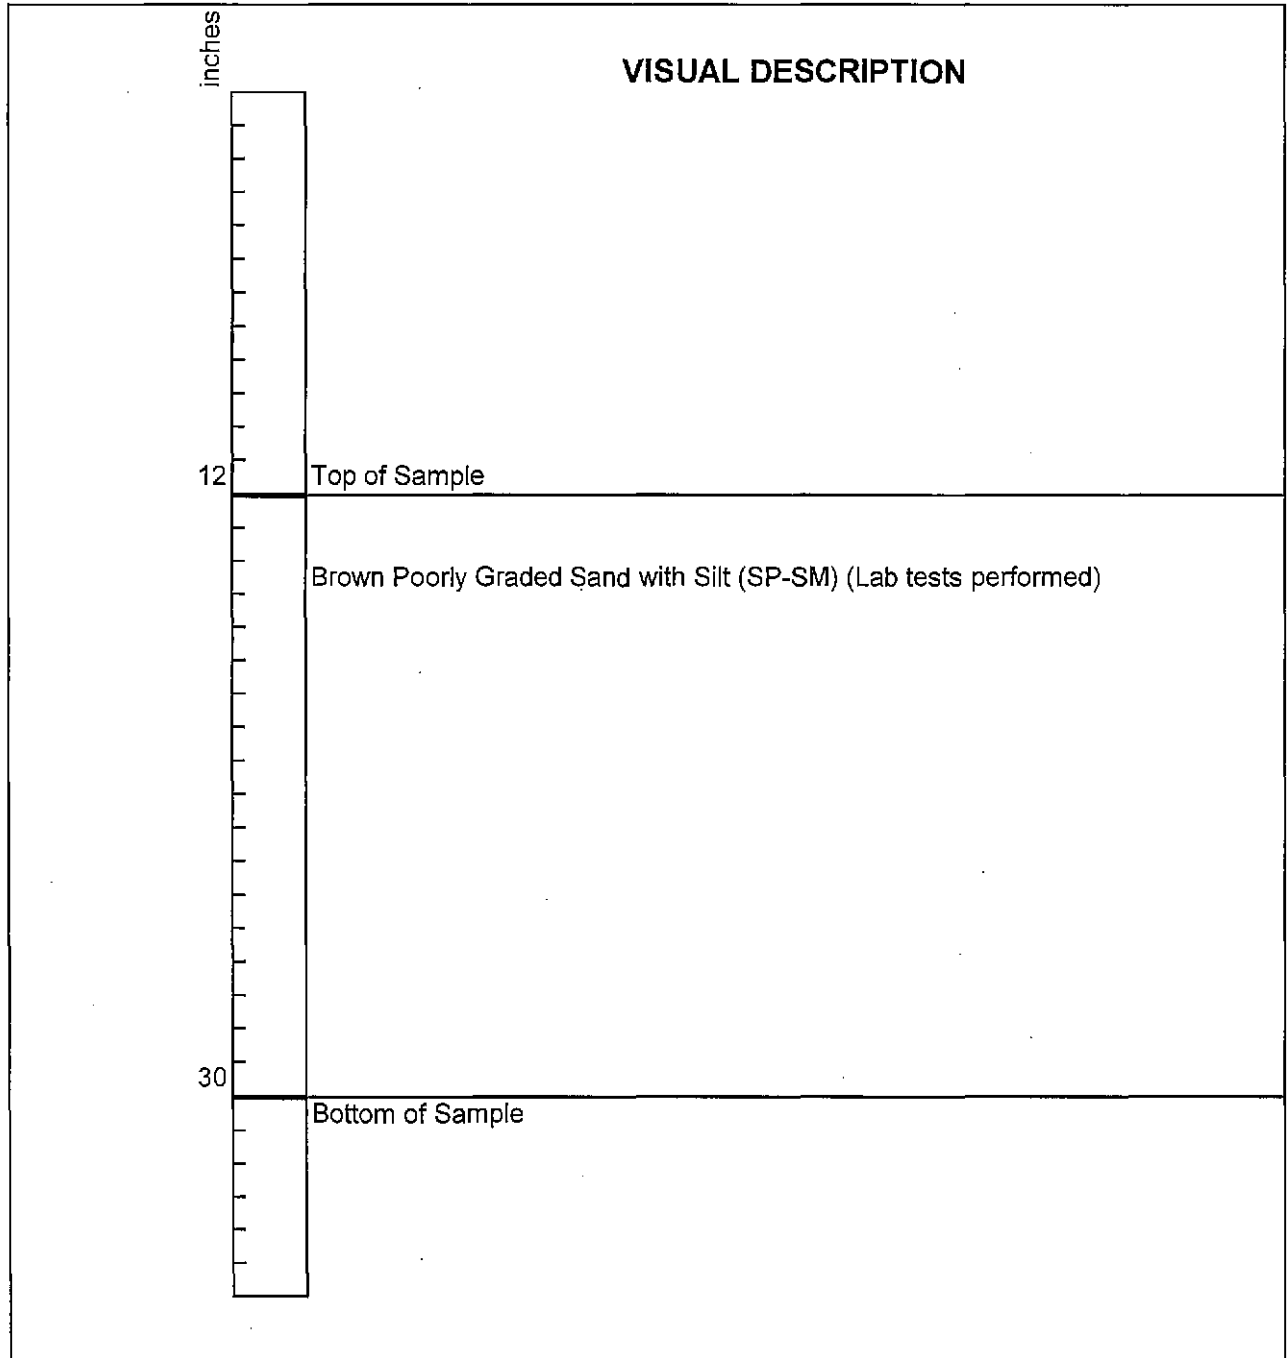 inches
VISUAL DESCRIPTION
12
Top of Sample
Brown Poorly Graded Sand with Silt (SP-SM) (Lab tests performed)
30
Bottom of Sample